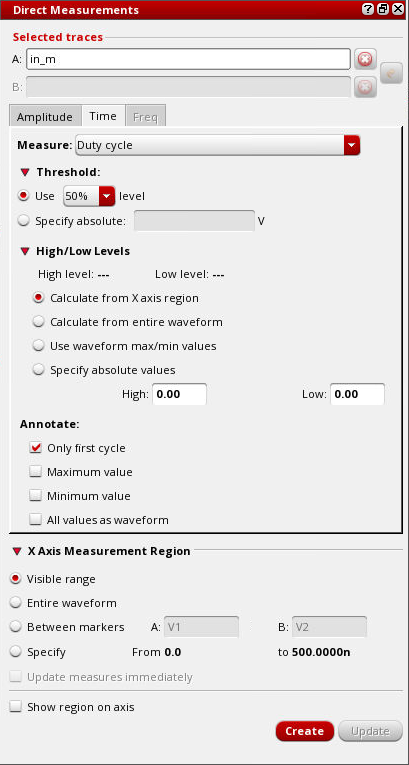 Direct Measurements
Selected traces
A: in_m
B:
Amplitude Time Freq
Measure: Duty cycle
Threshold:
Use 50% level
Specify absolute: V
High/Low Levels
High level: --- Low level: ---
Calculate from X axis region
Calculate from entire waveform
Use waveform max/min values
Specify absolute values
High: 0.00 Low: 0.00
Annotate:
Only first cycle
Maximum value
Minimum value
All values as waveform
X Axis Measurement Region
Visible range
Entire waveform
Between markers A: V1 B: V2
Specify From 0.0 to 500.0000n
Update measures immediately
Show region on axis
Create Update